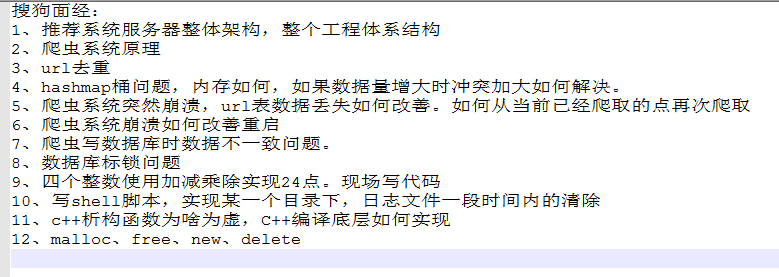 搜狗面经：
1、推荐系统服务器整体架构，整个工程体系结构
2、爬虫系统原理
3、url去重
4、hashmap桶问题，内存如何，如果数据量增大时冲突加大如何解决。
5、爬虫系统突然崩溃，url表数据丢失如何改善。如何从当前已经爬取的点再次爬取
6、爬虫系统崩溃如何改善重启
7、爬虫写数据库时数据不一致问题。
8、数据库标锁问题
9、四个整数使用加减乘除实现24点。现场写代码
10、写shell脚本，实现某一个目录下，日志文件一段时间内的清除
11、c++析构函数为啥为虚，C++编译底层如何实现
12、malloc、free、new、delete